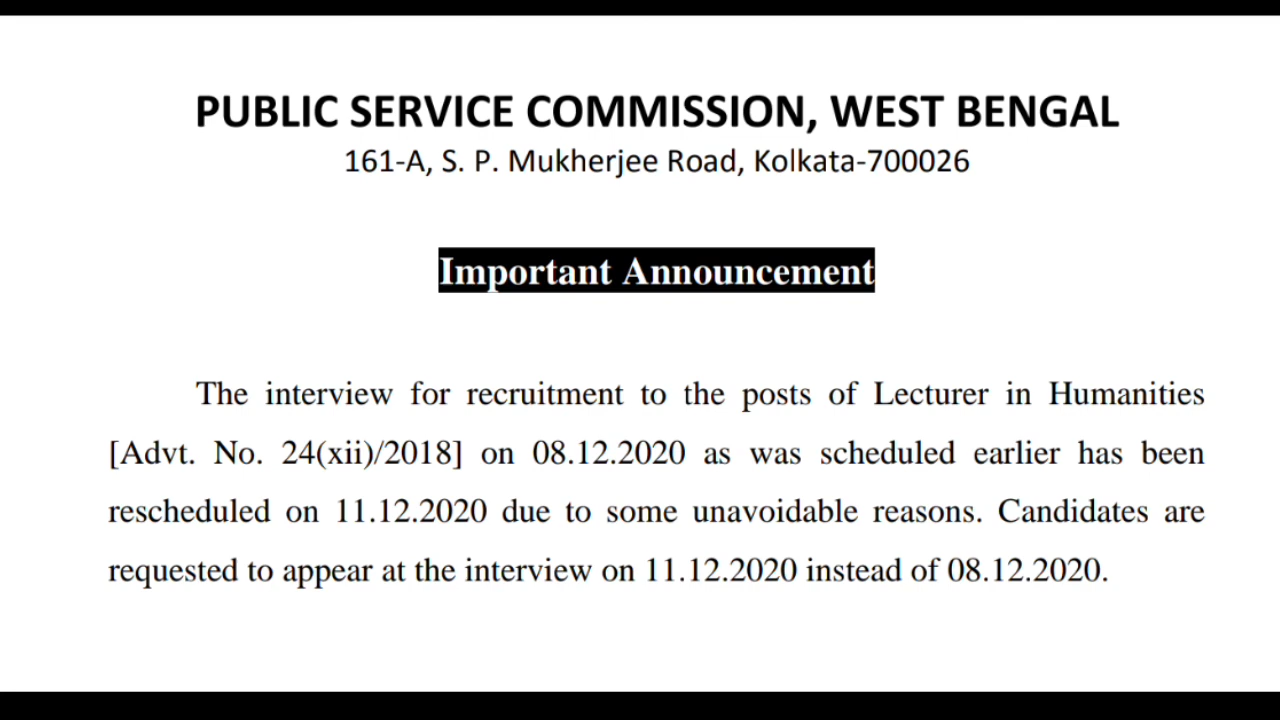 PUBLIC SERVICE COMMISSION, WEST BENGAL
161-A, S. P. Mukherjee Road, Kolkata-700026
Important Announcement
The interview for recruitment to the posts of Lecturer in Humanities
[Advt. No. 24(xii)/2018] on 08.12.2020 as was scheduled earlier has been
rescheduled on 11.12.2020 due to some unavoidable reasons. Candidates are
requested to appear at the interview on 11.12.2020 instead of 08.12.2020.